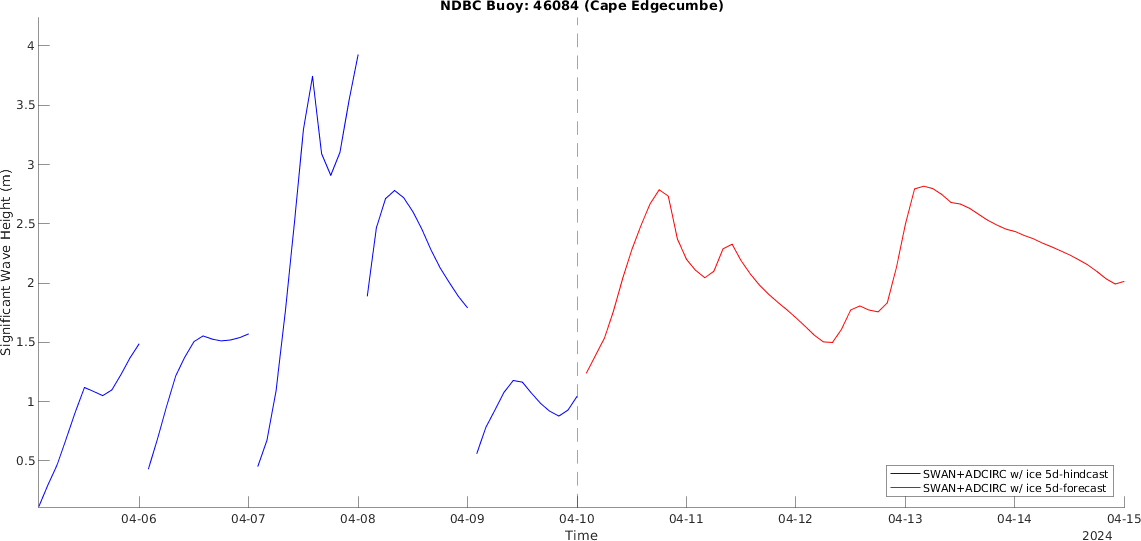 NDBC Buoy: 46084 (Cape Edgecumbe)
Significant Wave Height (m)
4
3.5
3
2.5
2
1.5
1
0.5
SWAN+ADCIRC w/ ice 5d-hindcast
SWAN+ADCIRC w/ ice 5d-forecast
04-06 04-07 04-08 04-09 04-10 04-11 04-12 04-13 04-14 04-15
Time
2024